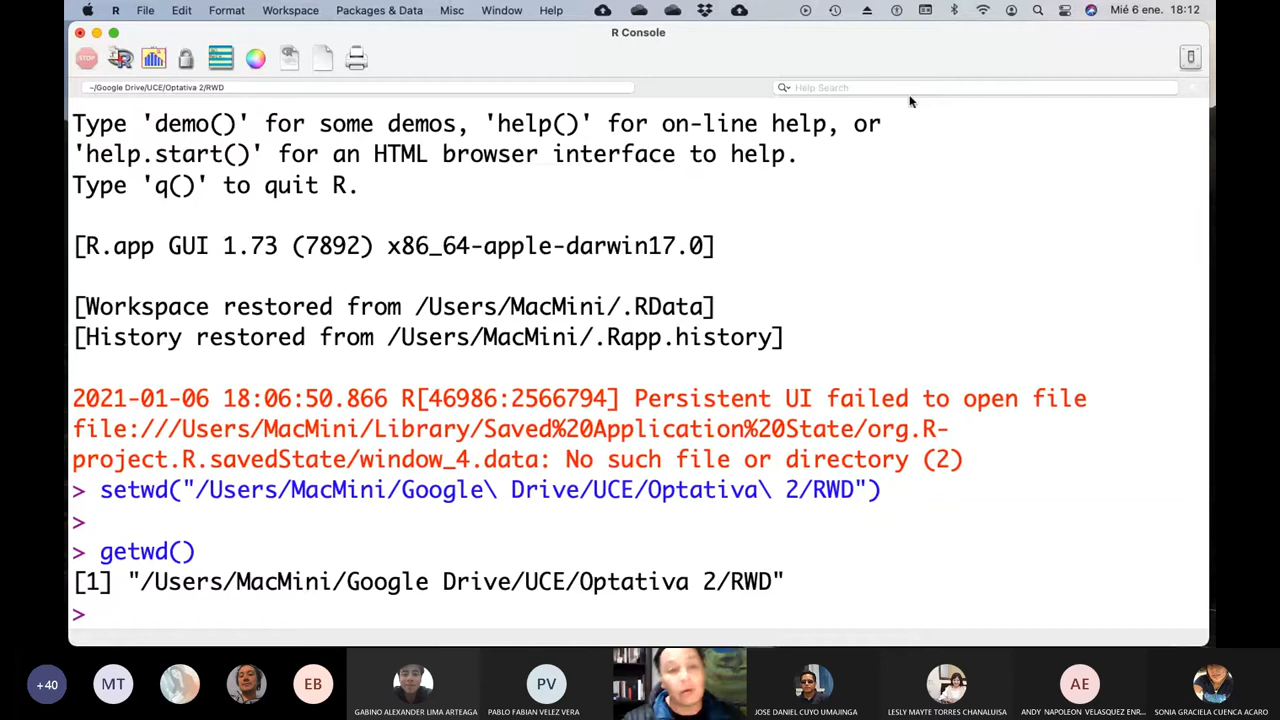 R File Edit Format Workspace Packages & Data Misc Window Help Mié 6 ene. 18:12
R Console
STOP
~/Google Drive/UCE/Optativa 2/RWD
Help Search
Type 'demo()' for some demos, 'help()' for on-line help, or
'help.start()' for an HTML browser interface to help.
Type 'q()' to quit R.
[R.app GUI 1.73 (7892) x86_64-apple-darwin17.0]
[Workspace restored from /Users/MacMini/.RData]
[History restored from /Users/MacMini/.Rapp.history]
2021-01-06 18:06:50.866 R[46986:2566794] Persistent UI failed to open file
file:///Users/MacMini/Library/Saved%20Application%20State/org.R-
project.R.savedState/window_4.data: No such file or directory (2)
> setwd("/Users/MacMini/Google\ Drive/UCE/Optativa\ 2/RWD")
>
> getwd()
[1] "/Users/MacMini/Google Drive/UCE/Optativa 2/RWD"
>
+40 MT EB PV AE
GABINO ALEXANDER LIMA ARTEAGA PABLO FABIAN VELEZ VERA JOSE DANIEL CUYO UMAJINGA LESLY MAYTE TORRES CHANALUISA ANDY NAPOLEON VELASQUEZ ENR... SONIA GRACIELA CUENCA ACARO